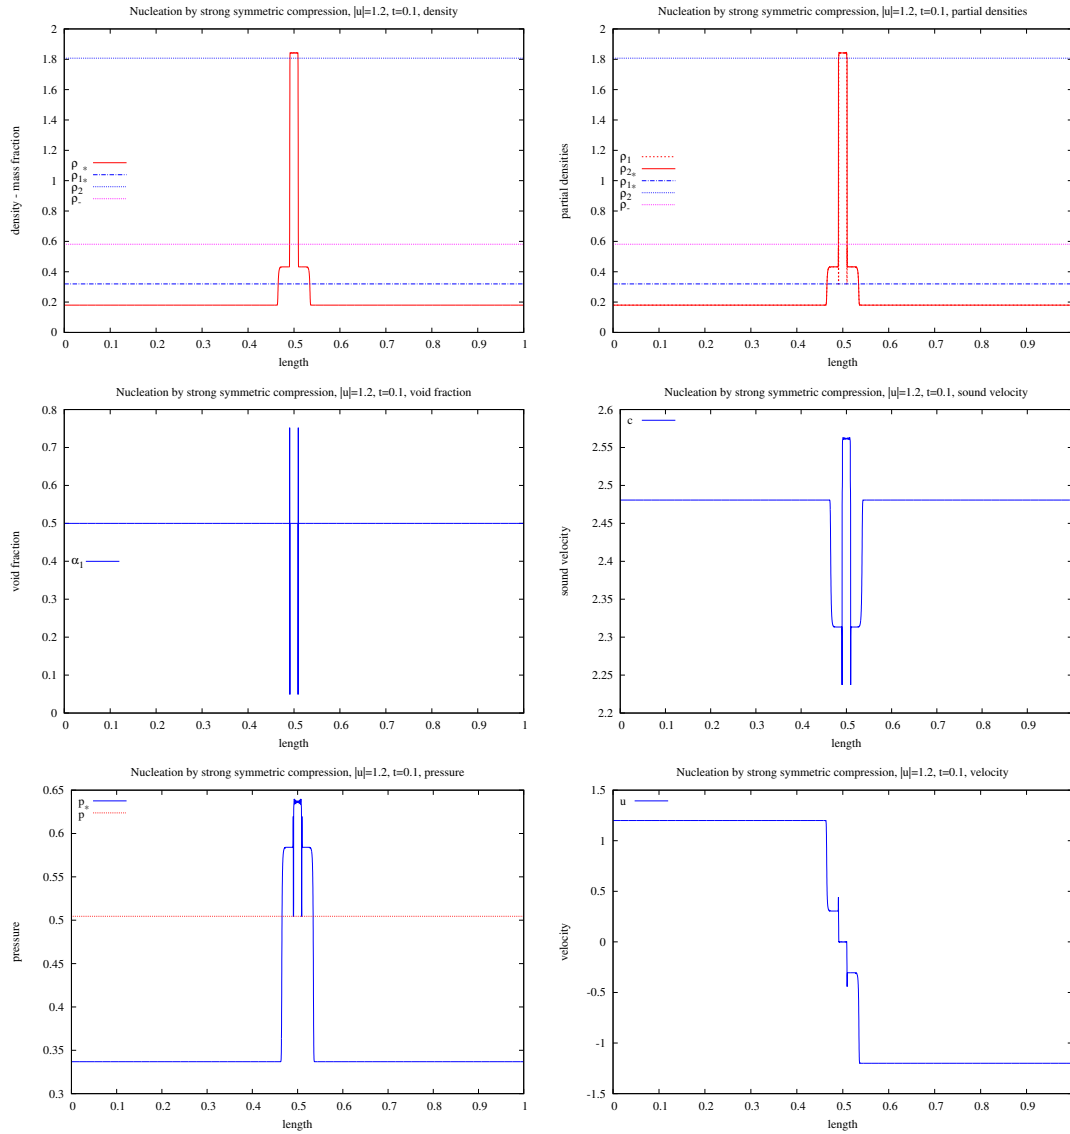 Nucleation by strong symmetric compression, |u|=1.2, t=0.1, density
density - mass fraction
2
1.8
1.6
1.4
1.2
1
0.8
0.6
0.4
0.2
0
ρ
*
ρ₁
*
ρ₂
ρ₋
0 0.1 0.2 0.3 0.4 0.5 0.6 0.7 0.8 0.9 1
length
Nucleation by strong symmetric compression, |u|=1.2, t=0.1, partial densities
partial densities
2
1.8
1.6
1.4
1.2
1
0.8
0.6
0.4
0.2
0
ρ₁
ρ₂
*
ρ₁
*
ρ₂
ρ₋
0 0.1 0.2 0.3 0.4 0.5 0.6 0.7 0.8 0.9
length
Nucleation by strong symmetric compression, |u|=1.2, t=0.1, void fraction
void fraction
0.8
0.7
0.6
0.5
0.4
0.3
0.2
0.1
0
α₁
0 0.1 0.2 0.3 0.4 0.5 0.6 0.7 0.8 0.9 1
length
Nucleation by strong symmetric compression, |u|=1.2, t=0.1, sound velocity
sound velocity
2.6
2.55
2.5
2.45
2.4
2.35
2.3
2.25
2.2
c
0 0.1 0.2 0.3 0.4 0.5 0.6 0.7 0.8 0.9
length
Nucleation by strong symmetric compression, |u|=1.2, t=0.1, pressure
pressure
0.65
0.6
0.55
0.5
0.45
0.4
0.35
0.3
p
*
p
0 0.1 0.2 0.3 0.4 0.5 0.6 0.7 0.8 0.9 1
length
Nucleation by strong symmetric compression, |u|=1.2, t=0.1, velocity
velocity
1.5
1
0.5
0
-0.5
-1
-1.5
u
0 0.1 0.2 0.3 0.4 0.5 0.6 0.7 0.8 0.9
length